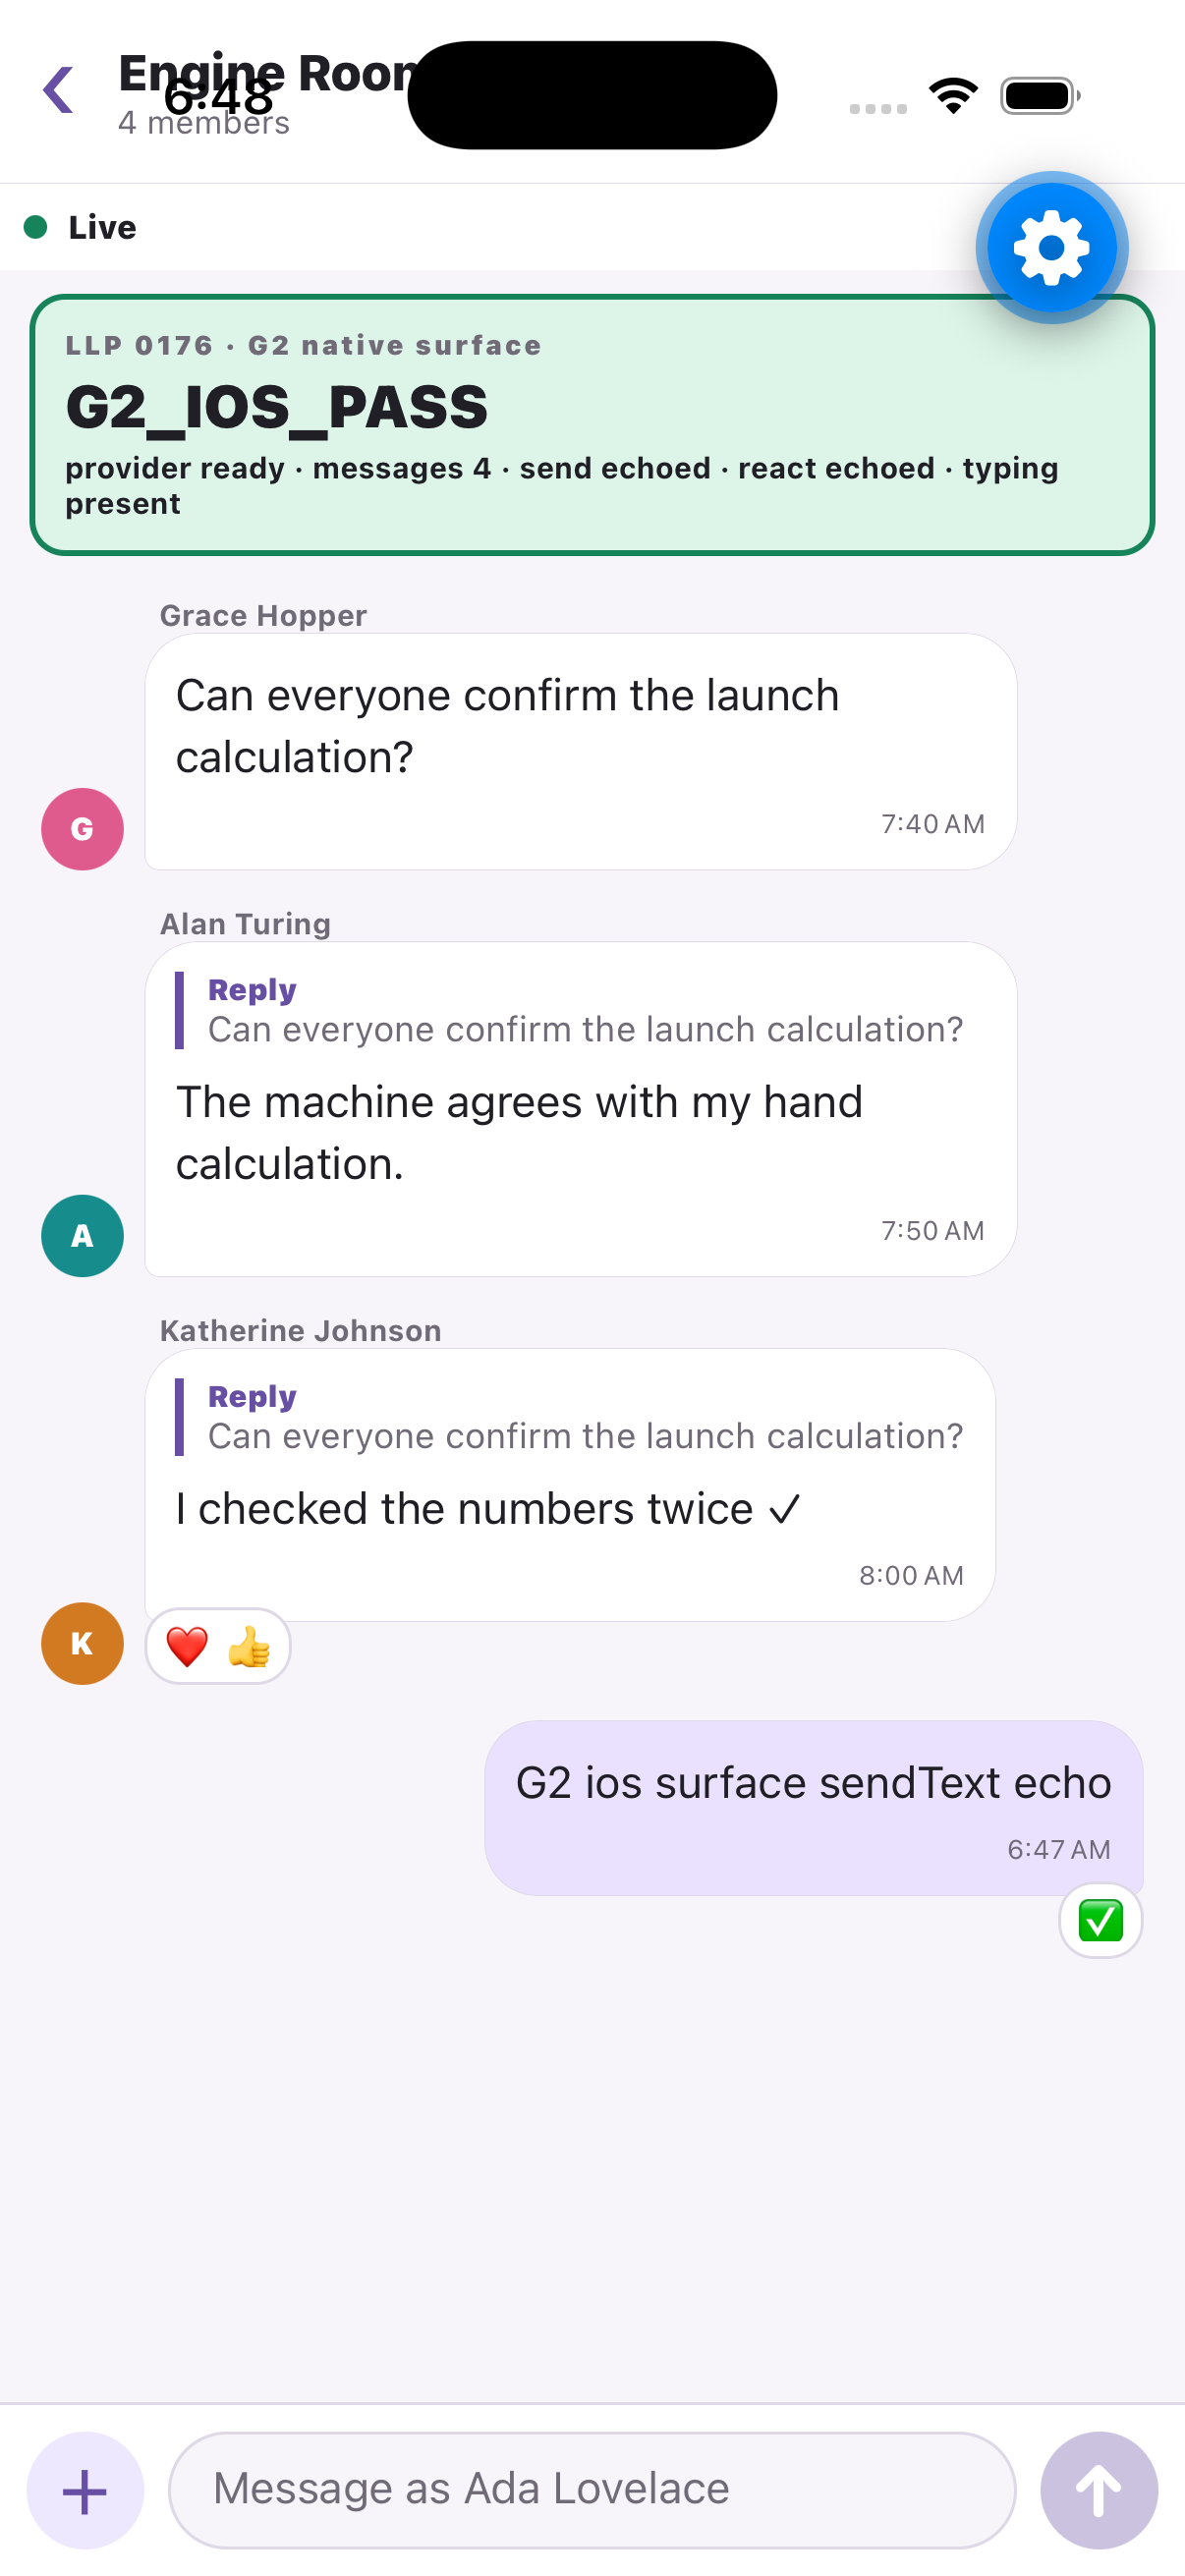 Engine Room
6:48
4 members
Live
LLP 0176 · G2 native surface
G2_IOS_PASS
provider ready · messages 4 · send echoed · react echoed · typing
present
Grace Hopper
Can everyone confirm the launch
calculation?
7:40 AM
G
Alan Turing
Reply
Can everyone confirm the launch calculation?
The machine agrees with my hand
calculation.
7:50 AM
A
Katherine Johnson
Reply
Can everyone confirm the launch calculation?
I checked the numbers twice ✓
8:00 AM
K
❤️ 👍
G2 ios surface sendText echo
6:47 AM
✅
Message as Ada Lovelace